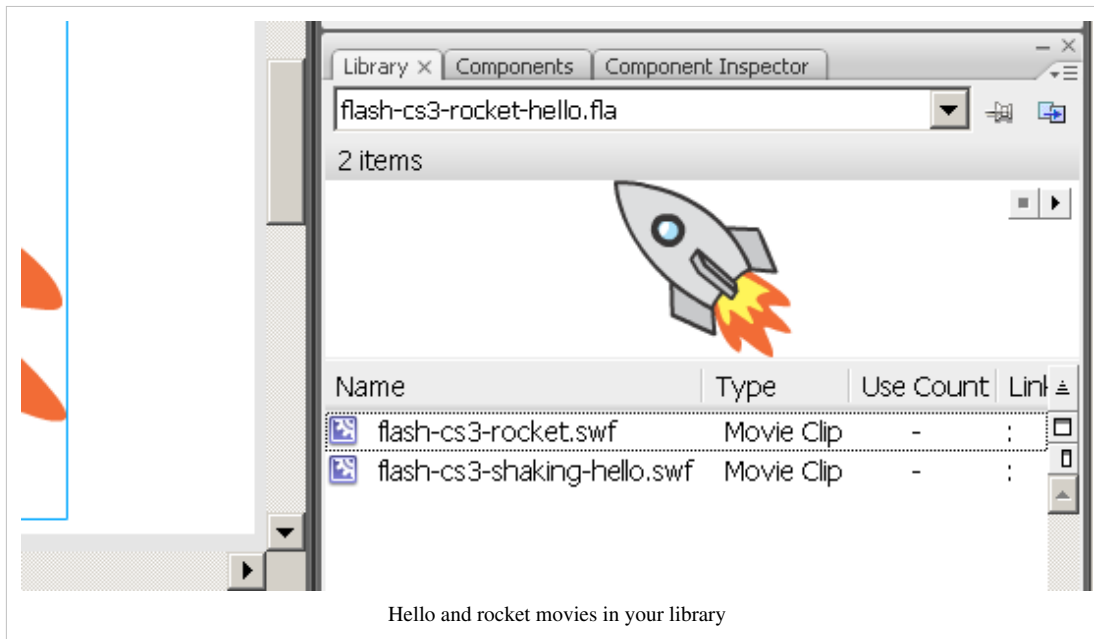 Library × Components Component Inspector
flash-cs3-rocket-hello.fla
2 items
Name Type Use Count Link
flash-cs3-rocket.swf Movie Clip - :
flash-cs3-shaking-hello.swf Movie Clip - :
Hello and rocket movies in your library